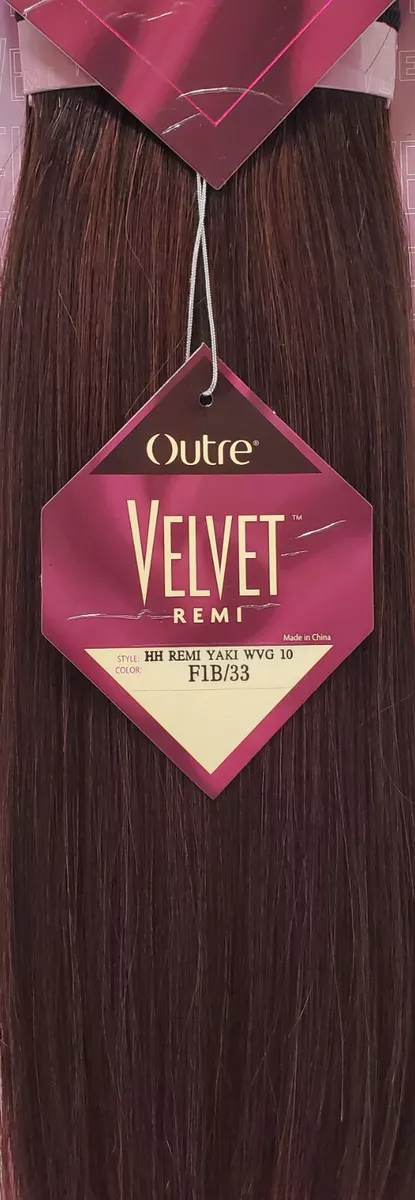 Outre®
VELVET™
REMI
Made in China
STYLE: HH REMI YAKI WVG 10
COLOR: F1B/33